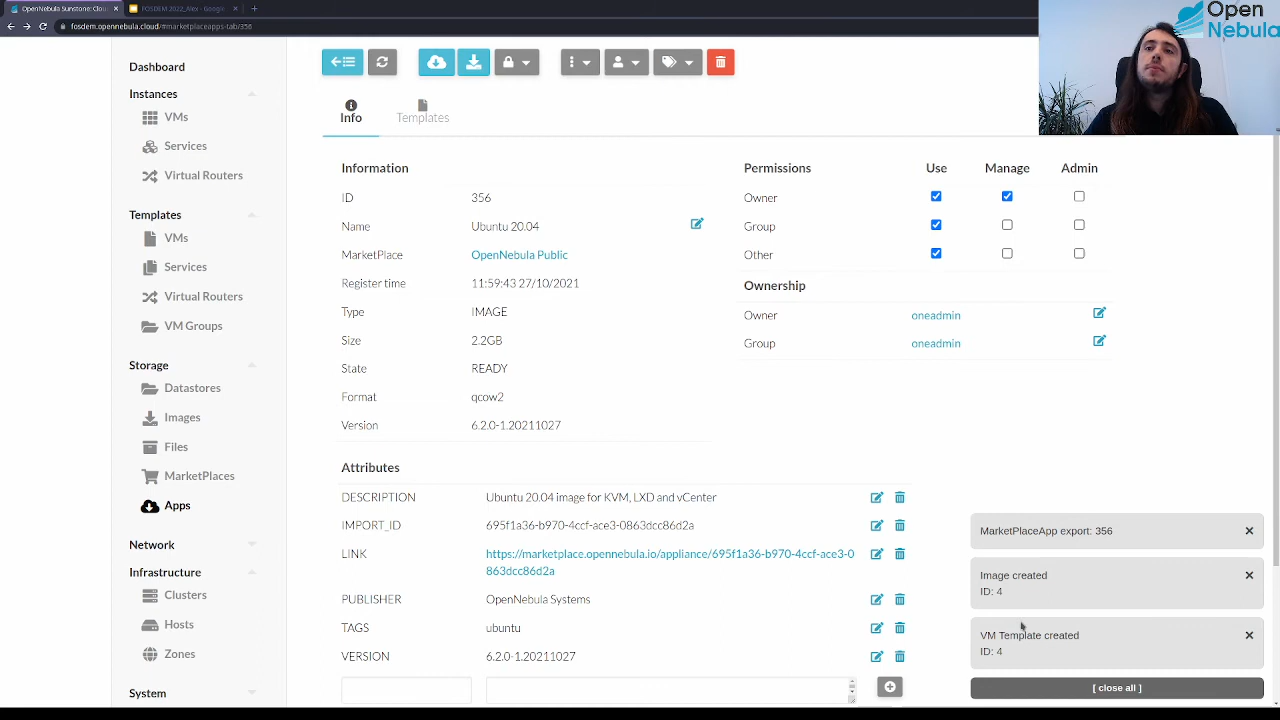 OpenNebula Sunstone: Clou
FOSDEM 2022_Alex - Google S
fosdem.opennebula.cloud/#marketplaceapps-tab/356
Open
Nebula
Dashboard
Instances
VMs
Services
Virtual Routers
Templates
VMs
Services
Virtual Routers
VM Groups
Storage
Datastores
Images
Files
MarketPlaces
Apps
Network
Infrastructure
Clusters
Hosts
Zones
System
Info
Templates
Information
ID 356
Name Ubuntu 20.04
MarketPlace OpenNebula Public
Register time 11:59:43 27/10/2021
Type IMAGE
Size 2.2GB
State READY
Format qcow2
Version 6.2.0-1.20211027
Permissions Use Manage Admin
Owner
Group
Other
Ownership
Owner oneadmin
Group oneadmin
Attributes
DESCRIPTION Ubuntu 20.04 image for KVM, LXD and vCenter
IMPORT_ID 695f1a36-b970-4ccf-ace3-0863dcc86d2a
LINK https://marketplace.opennebula.io/appliance/695f1a36-b970-4ccf-ace3-0
863dcc86d2a
PUBLISHER OpenNebula Systems
TAGS ubuntu
VERSION 6.2.0-1.20211027
MarketPlaceApp export: 356
Image created
ID: 4
VM Template created
ID: 4
[ close all ]